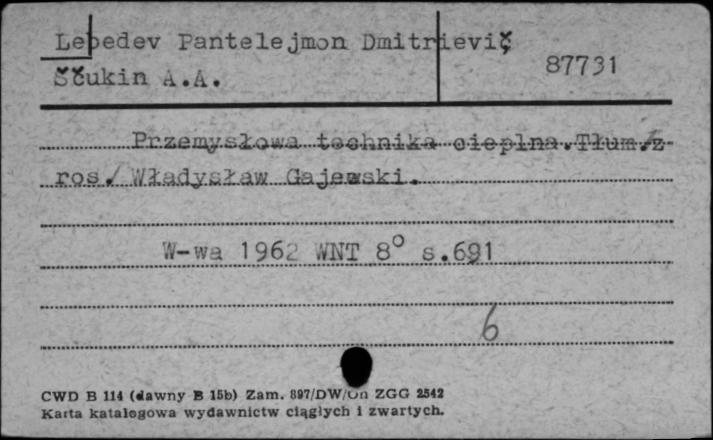 Lebedev Pantelejmon Dmitrievič
Ščukin A.A.
87731
Przemysłowa technika cieplna. Tłum. z
ros. Władysław Gajewski.
W-wa 1962 WNT 8° s.691
6
CWD B 114 (dawny B 15b) Zam. 897/DW/Un ZGG 2542
Karta katalogowa wydawnictw ciągłych i zwartych.